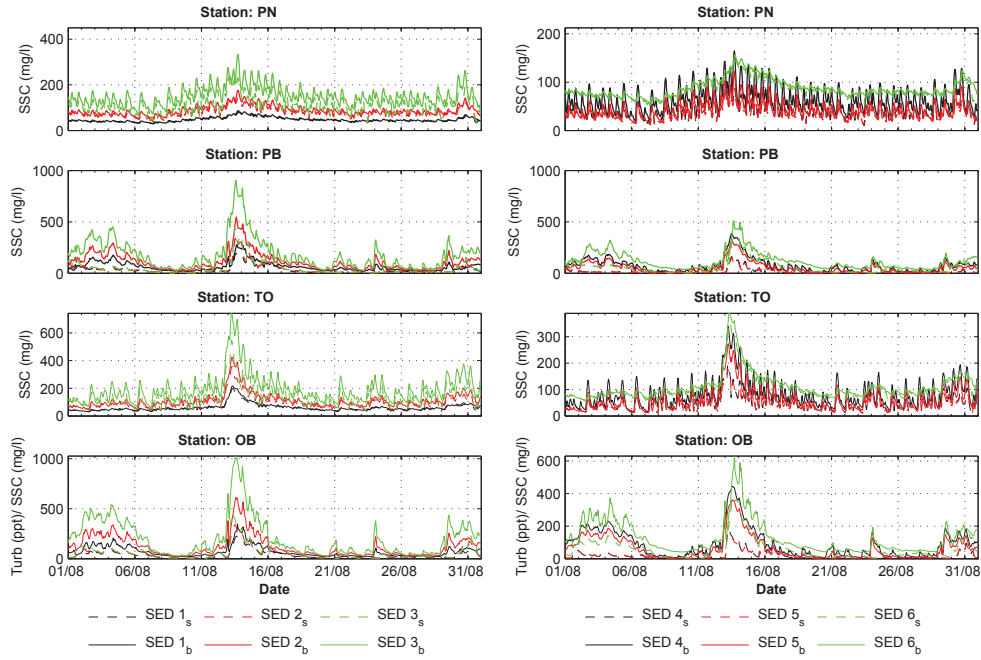 Station: PN
SSC (mg/l)
400
200
0
Station: PB
SSC (mg/l)
1000
500
0
Station: TO
SSC (mg/l)
600
400
200
0
Station: OB
Turb (ppt)/ SSC (mg/l)
1000
500
0
01/08 06/08 11/08 16/08 21/08 26/08 31/08
Date
SED 1s SED 2s SED 3s
SED 1b SED 2b SED 3b
Station: PN
SSC (mg/l)
200
100
0
Station: PB
SSC (mg/l)
1000
500
0
Station: TO
SSC (mg/l)
300
200
100
0
Station: OB
Turb (ppt)/ SSC (mg/l)
600
400
200
0
01/08 06/08 11/08 16/08 21/08 26/08 31/08
Date
SED 4s SED 5s SED 6s
SED 4b SED 5b SED 6b